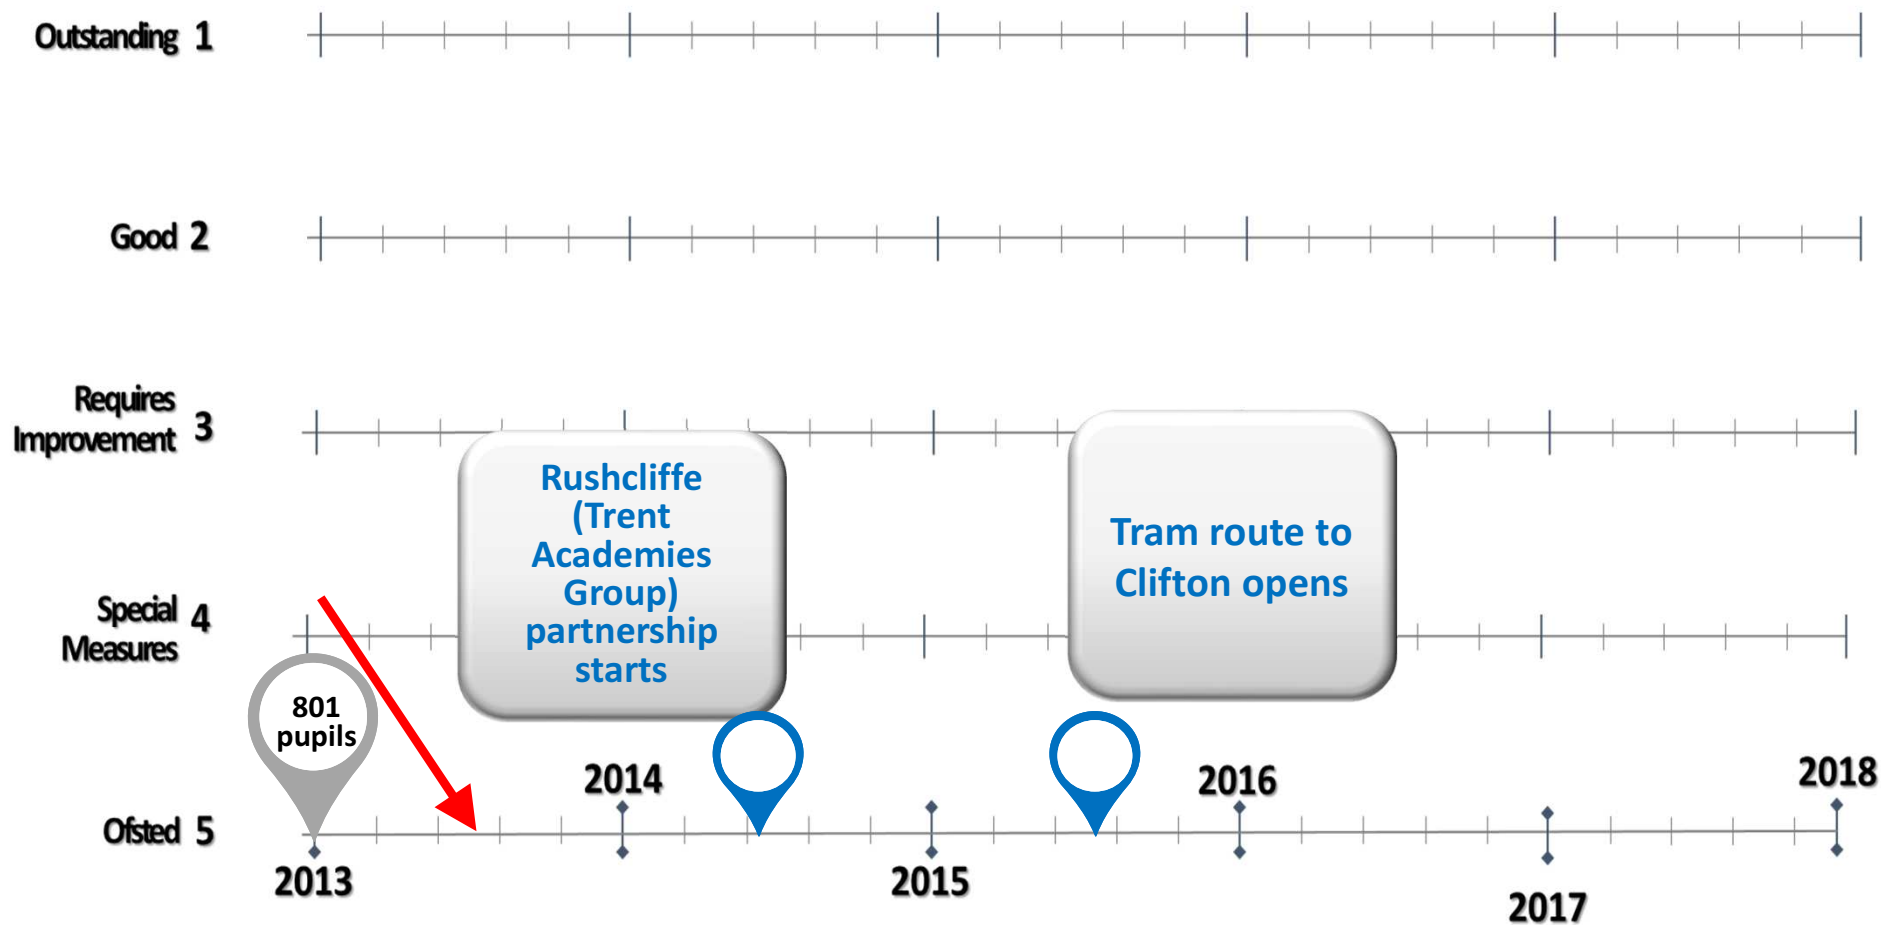 Outstanding 1
Good 2
Requires
Improvement 3
Rushcliffe
(Trent
Academies
Group)
partnership
starts
Tram route to
Clifton opens
Special
Measures 4
801
pupils
2014
2016
2018
Ofsted 5
2013
2015
2017